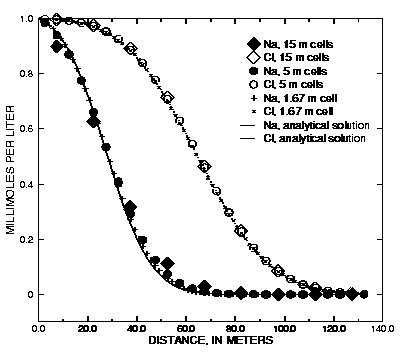 1.0
0.8
0.6
0.4
0.2
0
MILLIMOLES PER LITER
Na, 15 m cells
Cl, 15 m cells
Na, 5 m cells
Cl, 5 m cells
Na, 1.67 m cell
Cl, 1.67 m cell
Na, analytical solution
Cl, analytical solution
0.0 20.0 40.0 60.0 80.0 100.0 120.0 140.0
DISTANCE, IN METERS